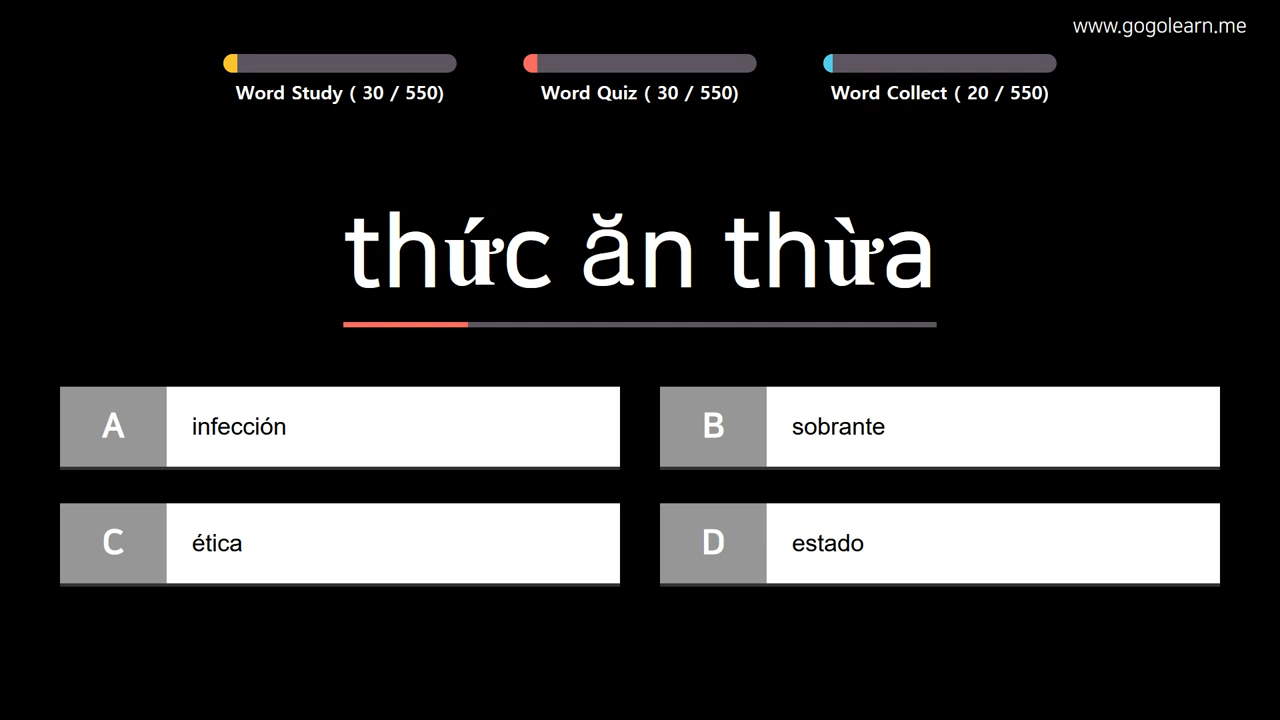 www.gogolearn.me
Word Study ( 30 / 550)
Word Quiz ( 30 / 550)
Word Collect ( 20 / 550)
thức ăn thừa
A infección
B sobrante
C ética
D estado